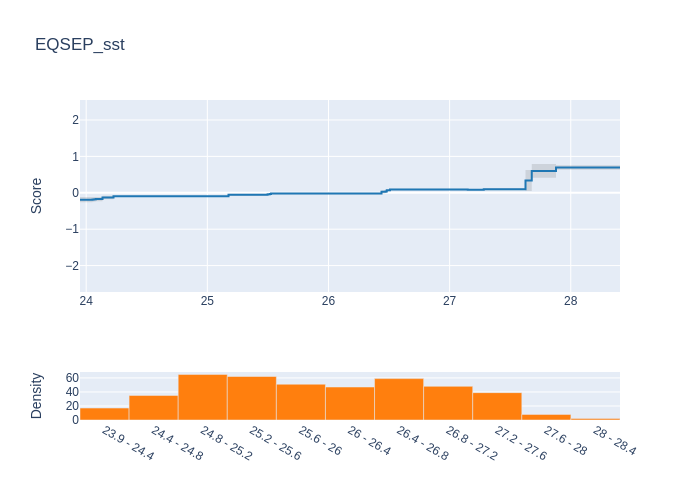 EQSEP_sst
Score
2
1
0
−1
−2
24
25
26
27
28
Density
60
40
20
0
23.9 - 24.4
24.4 - 24.8
24.8 - 25.2
25.2 - 25.6
25.6 - 26
26 - 26.4
26.4 - 26.8
26.8 - 27.2
27.2 - 27.6
27.6 - 28
28 - 28.4